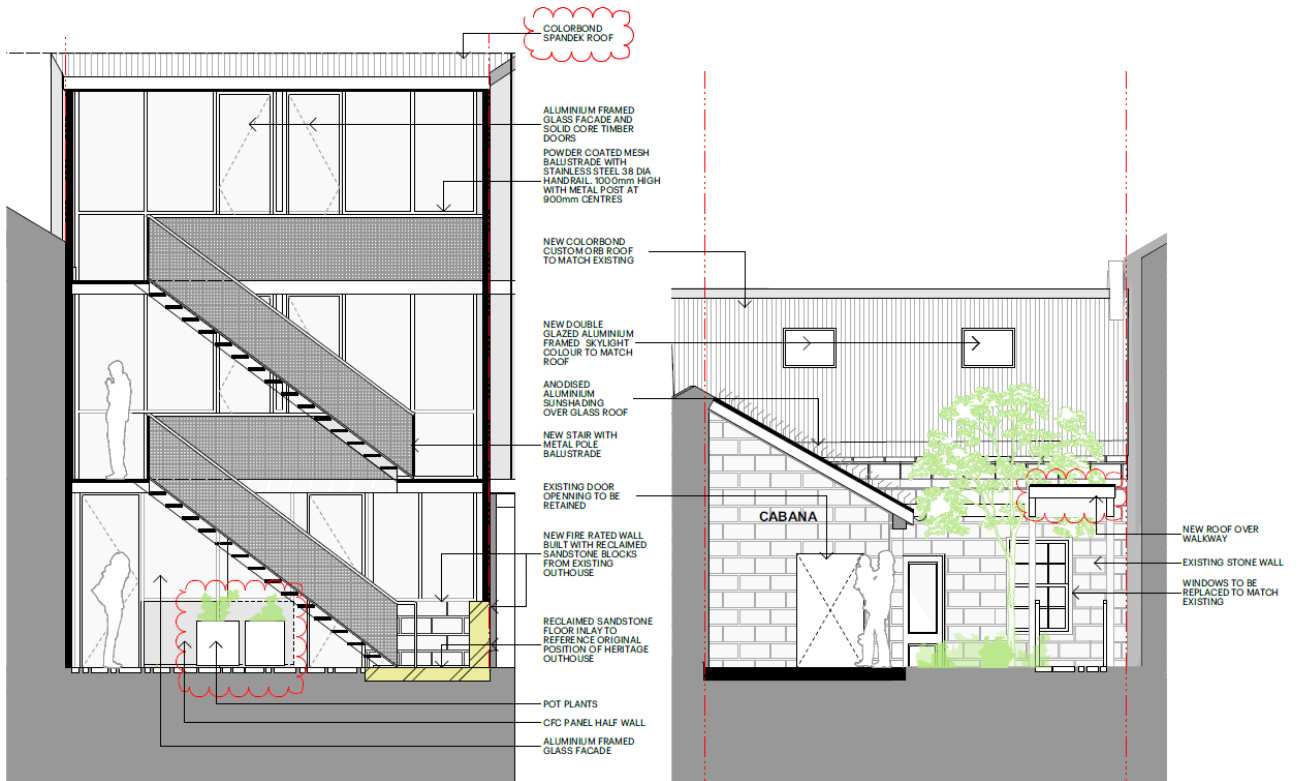 COLORBOND
SPANDEK ROOF
ALUMINIUM FRAMED
GLASS FACADE AND
SOLID CORE TIMBER
DOORS
POWDER COATED MESH
BALUSTRADE WITH
STAINLESS STEEL 38 DIA
HANDRAIL. 1000mm HIGH
WITH METAL POST AT
900mm CENTRES
NEW COLORBOND
CUSTOM ORB ROOF
TO MATCH EXISTING
NEW DOUBLE
GLAZED ALUMINIUM
FRAMED SKYLIGHT
COLOUR TO MATCH
ROOF
ANODISED
ALUMINIUM
SUNSHADING
OVER GLASS ROOF
NEW STAIR WITH
METAL POLE
BALUSTRADE
EXISTING DOOR
OPENNING TO BE
RETAINED
NEW FIRE RATED WALL
BUILT WITH RECLAIMED
SANDSTONE BLOCKS
FROM EXISTING
OUTHOUSE
RECLAIMED SANDSTONE
FLOOR INLAY TO
REFERENCE ORIGINAL
POSITION OF HERITAGE
OUTHOUSE
POT PLANTS
CFC PANEL HALF WALL
ALUMINIUM FRAMED
GLASS FACADE
CABANA
NEW ROOF OVER
WALKWAY
EXISTING STONE WALL
WINDOWS TO BE
REPLACED TO MATCH
EXISTING